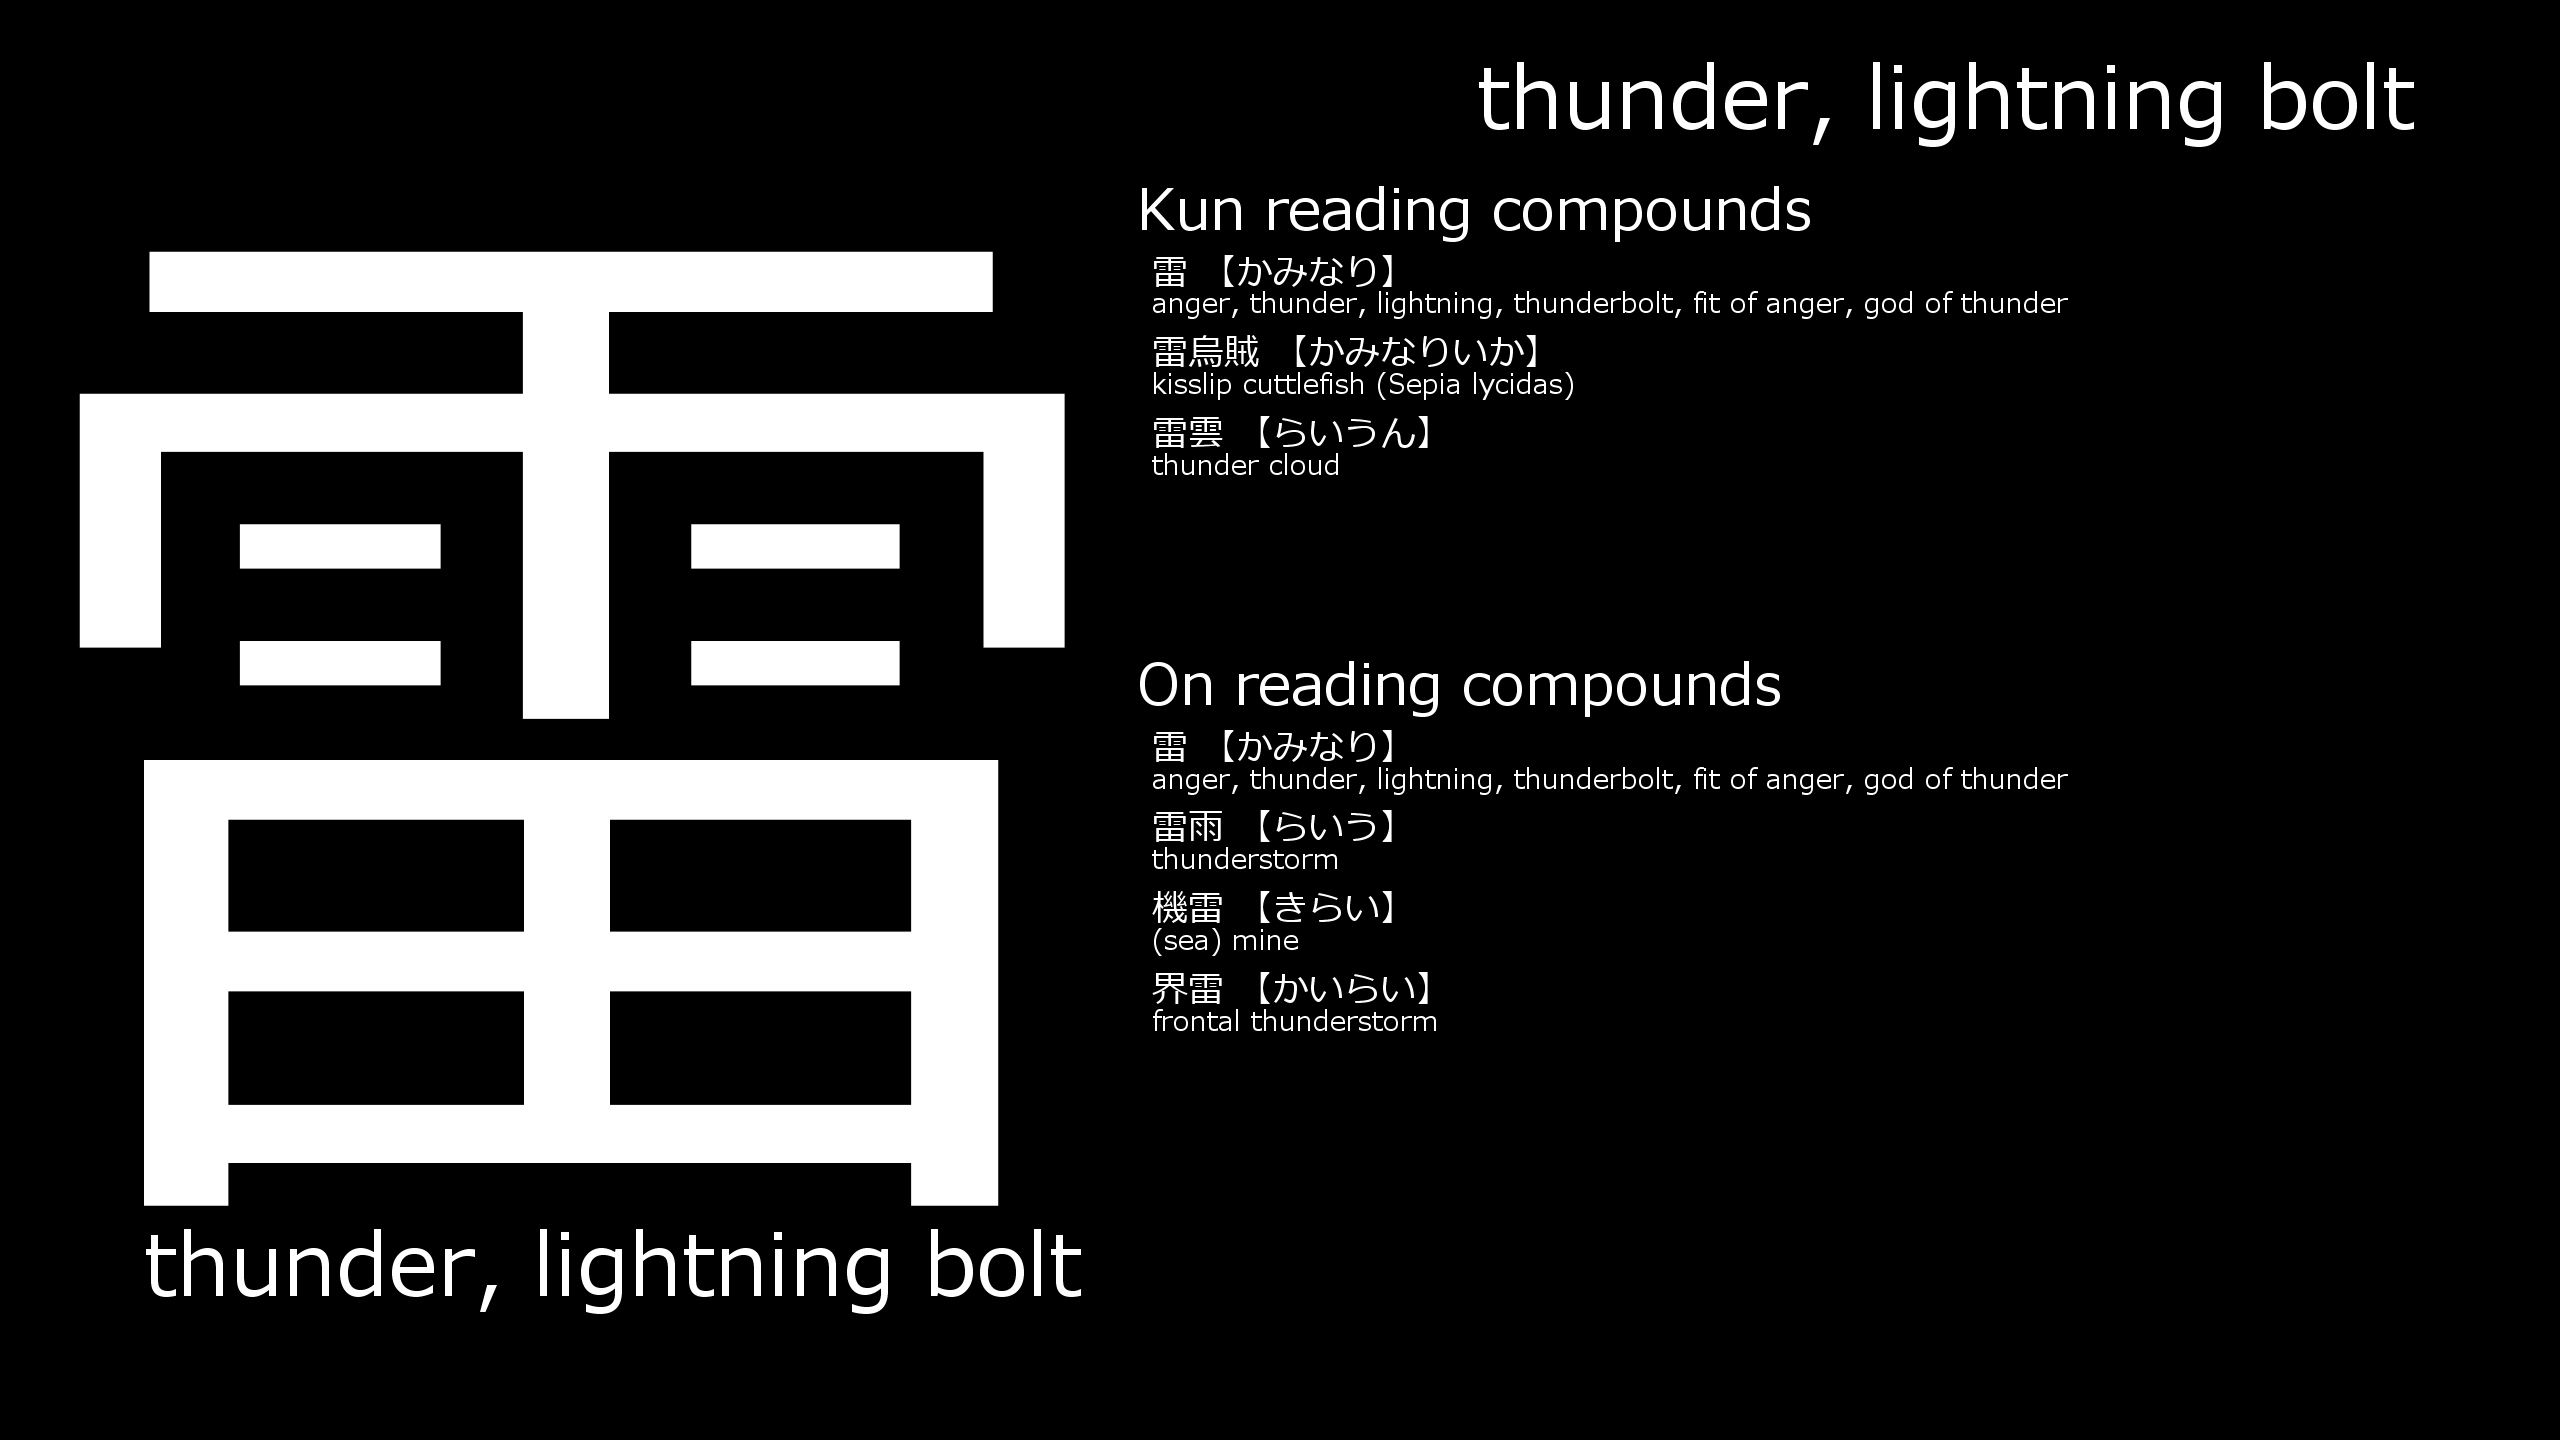 雷
thunder, lightning bolt
thunder, lightning bolt
Kun reading compounds
雷 【かみなり】
anger, thunder, lightning, thunderbolt, fit of anger, god of thunder
雷烏賊 【かみなりいか】
kisslip cuttlefish (Sepia lycidas)
雷雲 【らいうん】
thunder cloud
On reading compounds
雷 【かみなり】
anger, thunder, lightning, thunderbolt, fit of anger, god of thunder
雷雨 【らいう】
thunderstorm
機雷 【きらい】
(sea) mine
界雷 【かいらい】
frontal thunderstorm